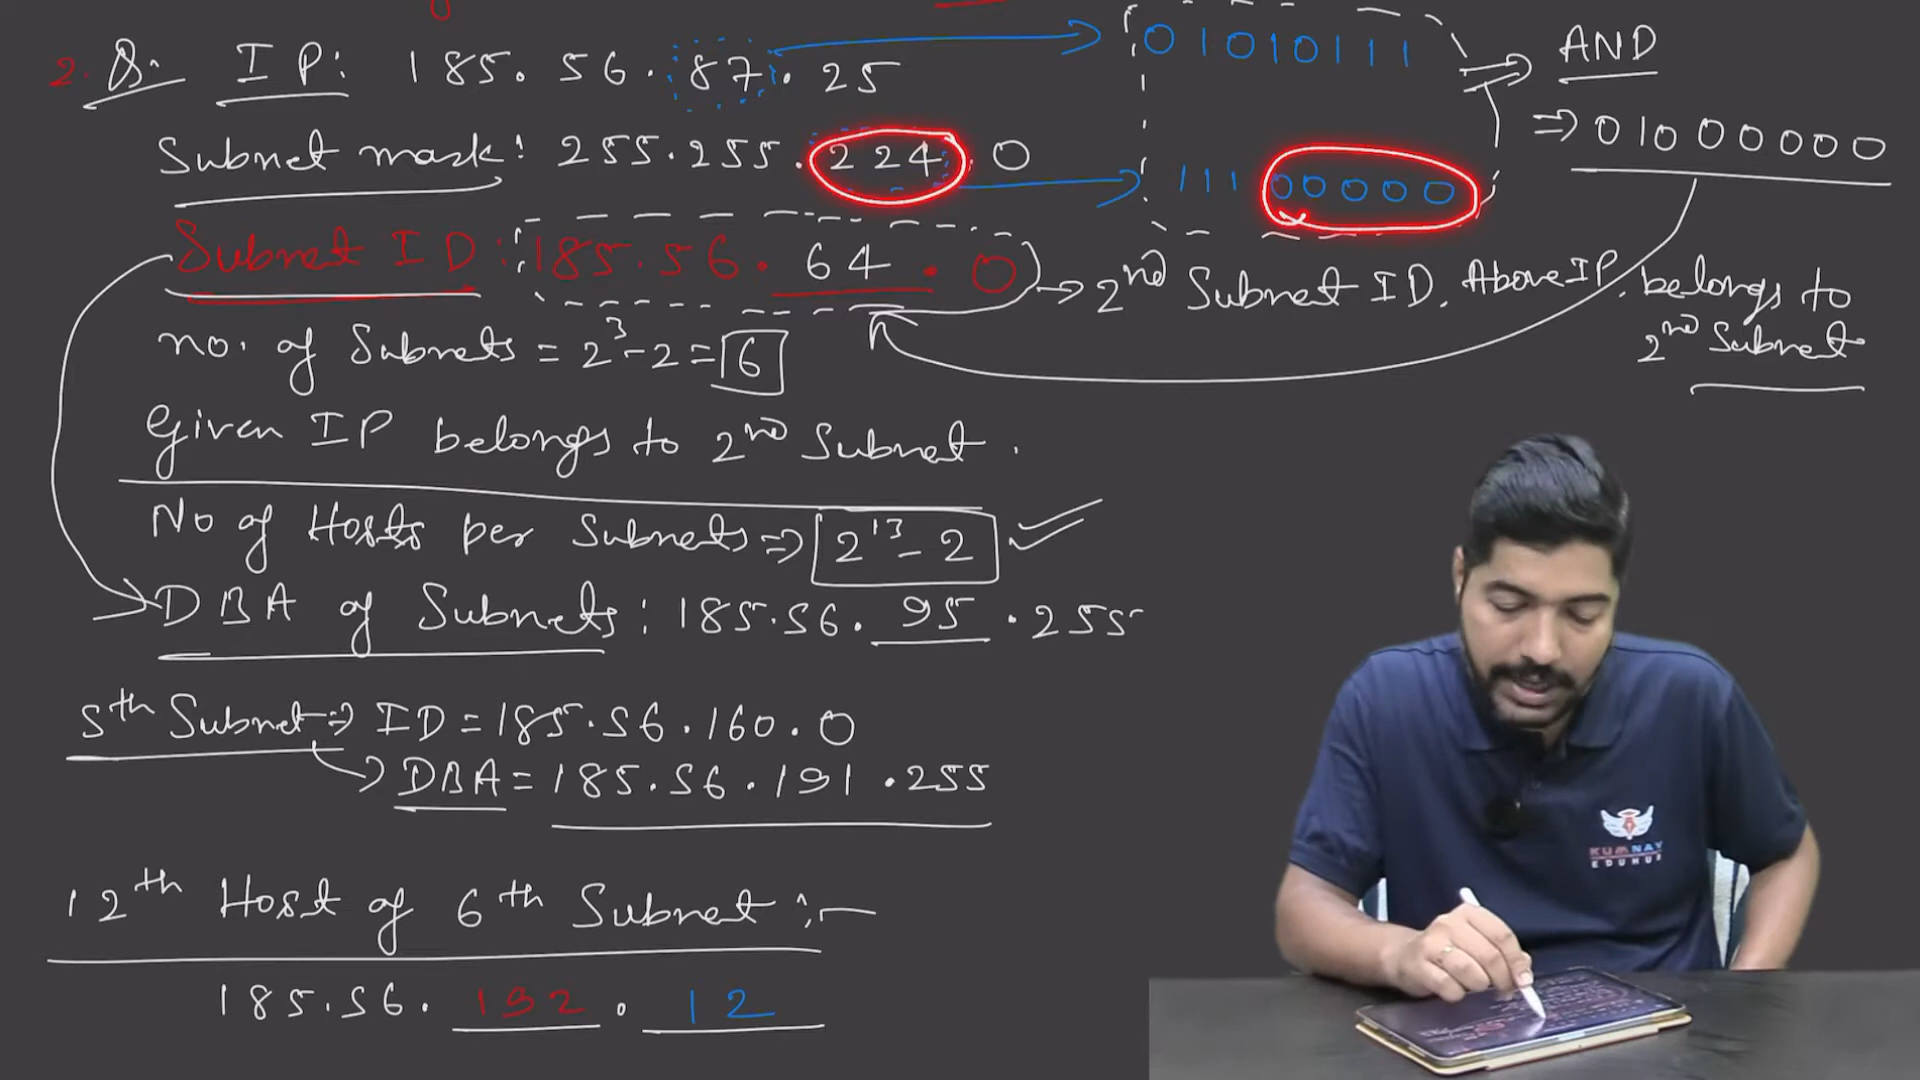 2. Q: IP: 185. 56. 87. 25
01010111
AND
Subnet mask: 255.255.224.0
11100000
⇒ 01000000
Subnet ID: 185.56.64.0 → 2nd Subnet ID. Above IP. belongs to 2nd Subnet
no. of Subnets = 2³-2 = 6
Given IP belongs to 2nd Subnet.
No of Hosts per Subnets ⇒ 2¹³-2
DBA of Subnets: 185.56.95.255
5th Subnet ⇒ ID = 185.56.160.0
→ DBA = 185.56.191.255
12th Host of 6th Subnet :-
185.56.192.12
KUMNAY
EDUHUB